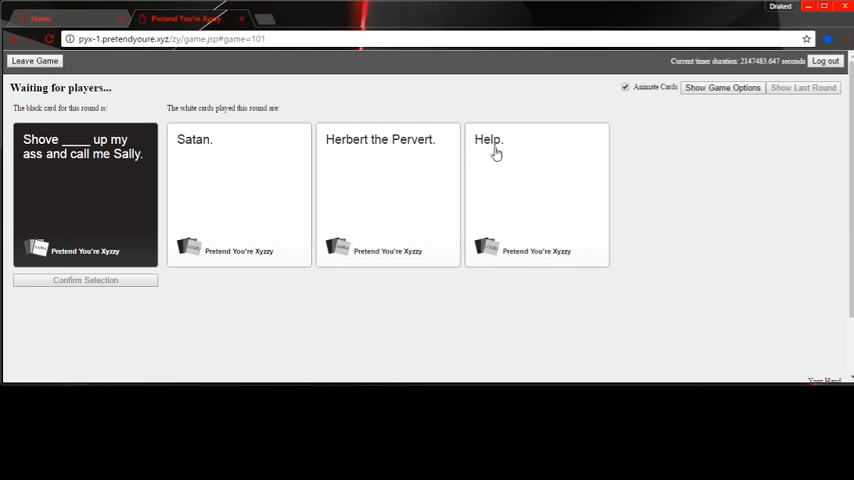 Draked
Home
Pretend You're Xyzzy
pyx-1.pretendyoure.xyz/zy/game.jsp#game=101
Leave Game
Current timer duration: 2147483.647 seconds
Log out
Waiting for players...
Animate Cards
Show Game Options
Show Last Round
The black card for this round is:
The white cards played this round are:
Shove ____ up my
ass and call me Sally.
Pretend You're Xyzzy
Satan.
Pretend You're Xyzzy
Herbert the Pervert.
Pretend You're Xyzzy
Help.
Pretend You're Xyzzy
Confirm Selection
Your Hand